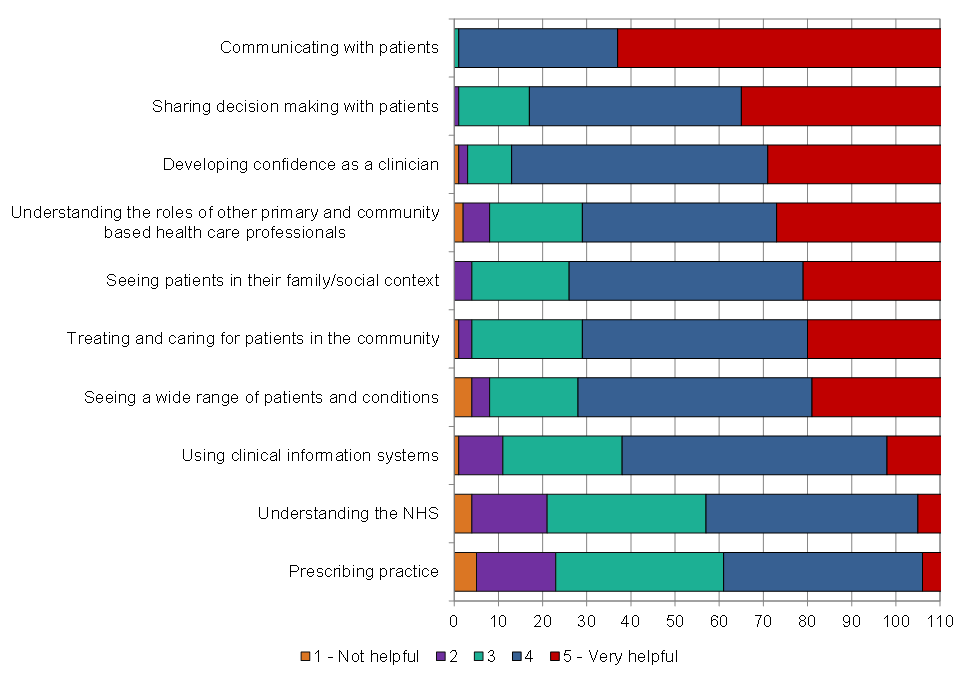 Communicating with patients
Sharing decision making with patients
Developing confidence as a clinician
Understanding the roles of other primary and community
based health care professionals
Seeing patients in their family/social context
Treating and caring for patients in the community
Seeing a wide range of patients and conditions
Using clinical information systems
Understanding the NHS
Prescribing practice
0 10 20 30 40 50 60 70 80 90 100 110
1 - Not helpful 2 3 4 5 - Very helpful